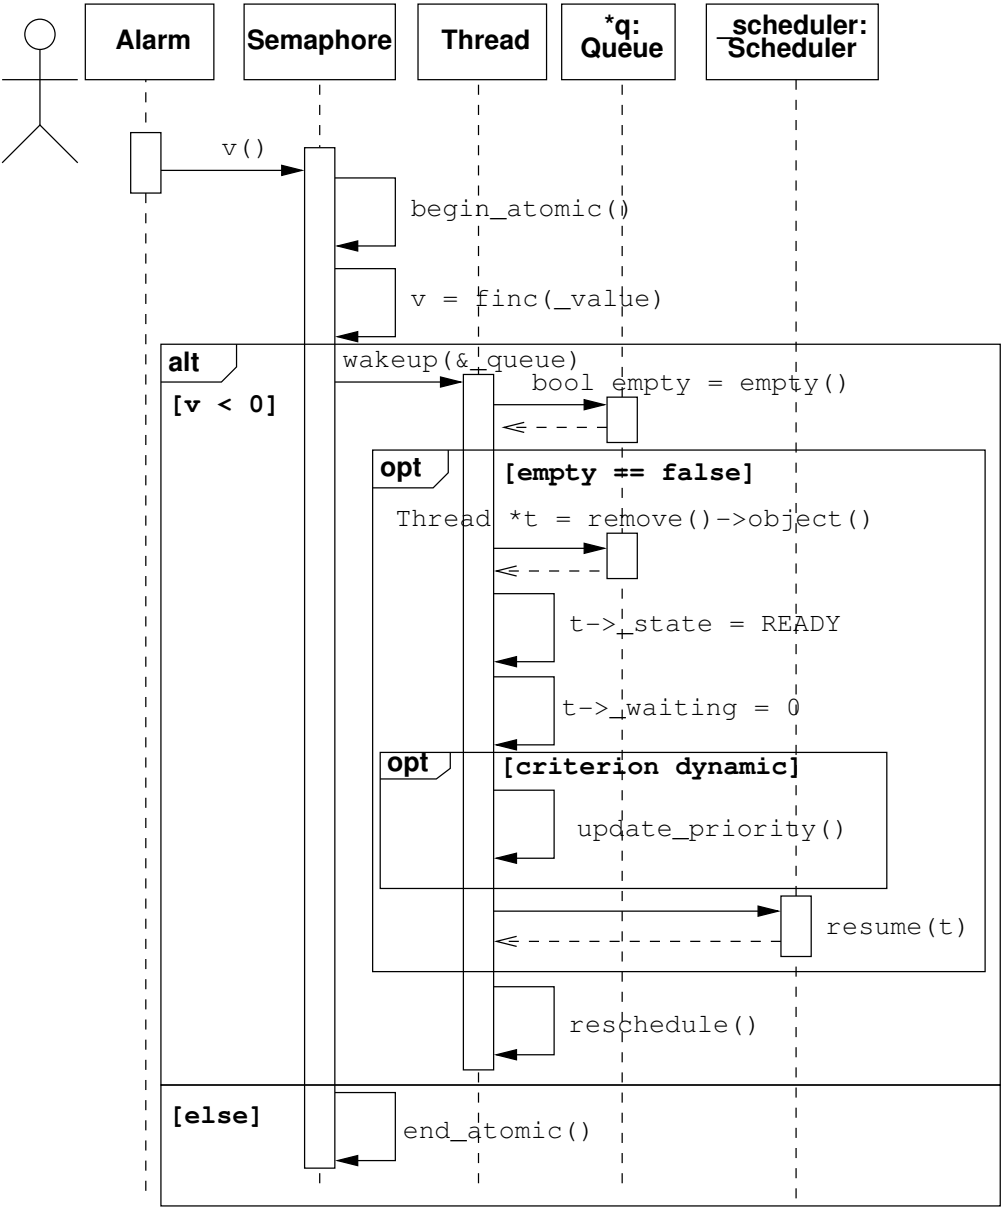 Alarm
Semaphore
Thread
*q:
Queue
_scheduler:
Scheduler
v()
begin_atomic()
v = finc(_value)
alt
wakeup(&_queue)
bool empty = empty()
[v < 0]
opt
[empty == false]
Thread *t = remove()->object()
t->_state = READY
t->_waiting = 0
opt
[criterion dynamic]
update_priority()
resume(t)
reschedule()
[else]
end_atomic()